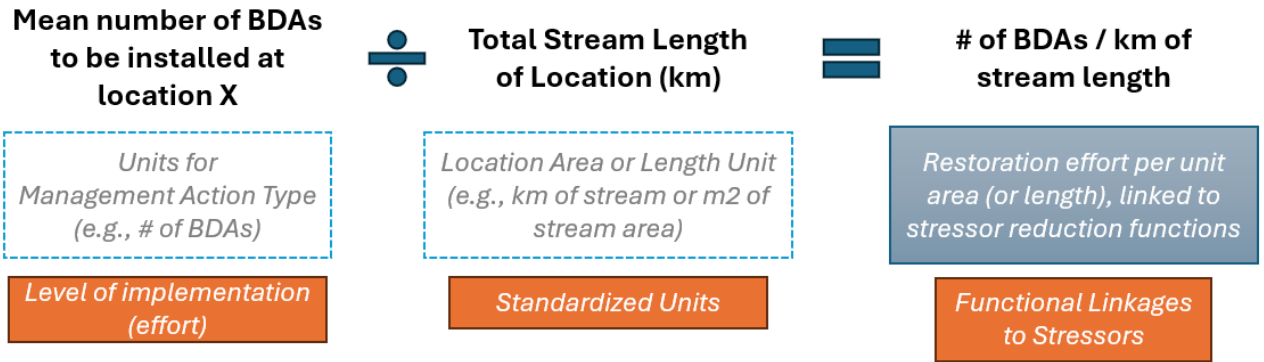 Mean number of BDAs
to be installed at
location X
÷
Total Stream Length
of Location (km)
=
# of BDAs / km of
stream length
Units for
Management Action Type
(e.g., # of BDAs)
Location Area or Length Unit
(e.g., km of stream or m2 of
stream area)
Restoration effort per unit
area (or length), linked to
stressor reduction functions
Level of implementation
(effort)
Standardized Units
Functional Linkages
to Stressors